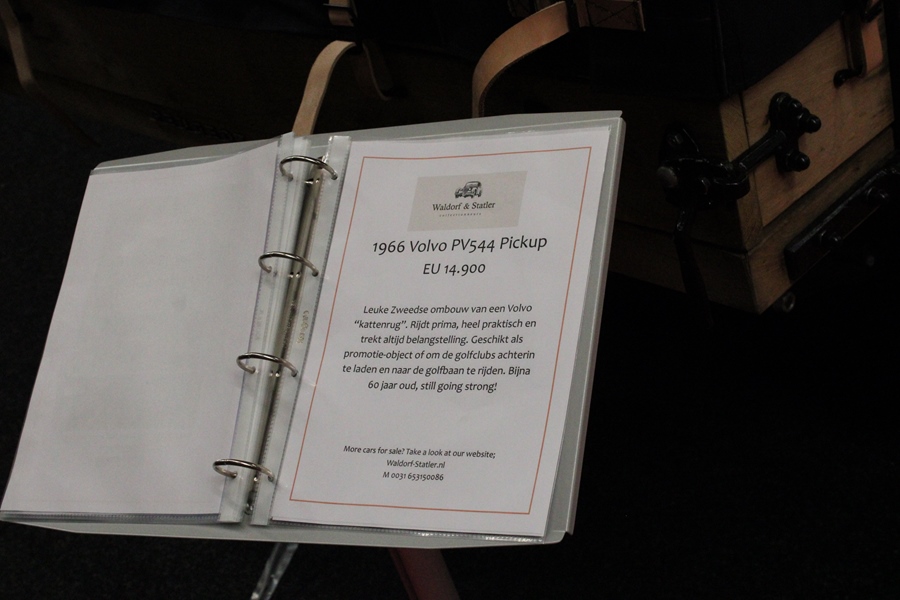 Waldorf & Statler
1966 Volvo PV544 Pickup
EU 14.900
Leuke Zweedse ombouw van een Volvo
“kattenrug”. Rijdt prima, heel praktisch en
trekt altijd belangstelling. Geschikt als
promotie-object of om de golfclubs achterin
te laden en naar de golfbaan te rijden. Bijna
60 jaar oud, still going strong!
More cars for sale? Take a look at our website;
Waldorf-Statler.nl
M 0031 653150086